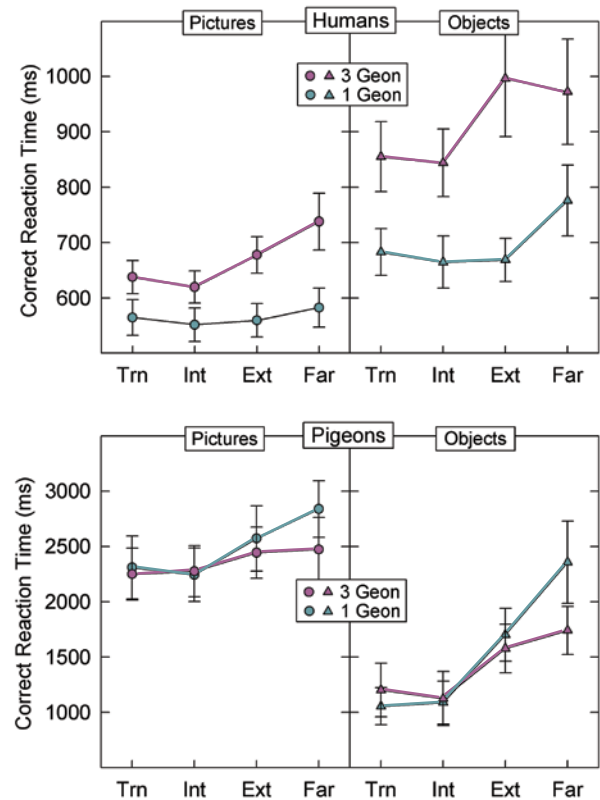 Pictures Humans Objects
3 Geon
1 Geon
Correct Reaction Time (ms)
1000
900
800
700
600
Trn Int Ext Far Trn Int Ext Far
Pictures Pigeons Objects
3 Geon
1 Geon
Correct Reaction Time (ms)
3000
2500
2000
1500
1000
Trn Int Ext Far Trn Int Ext Far